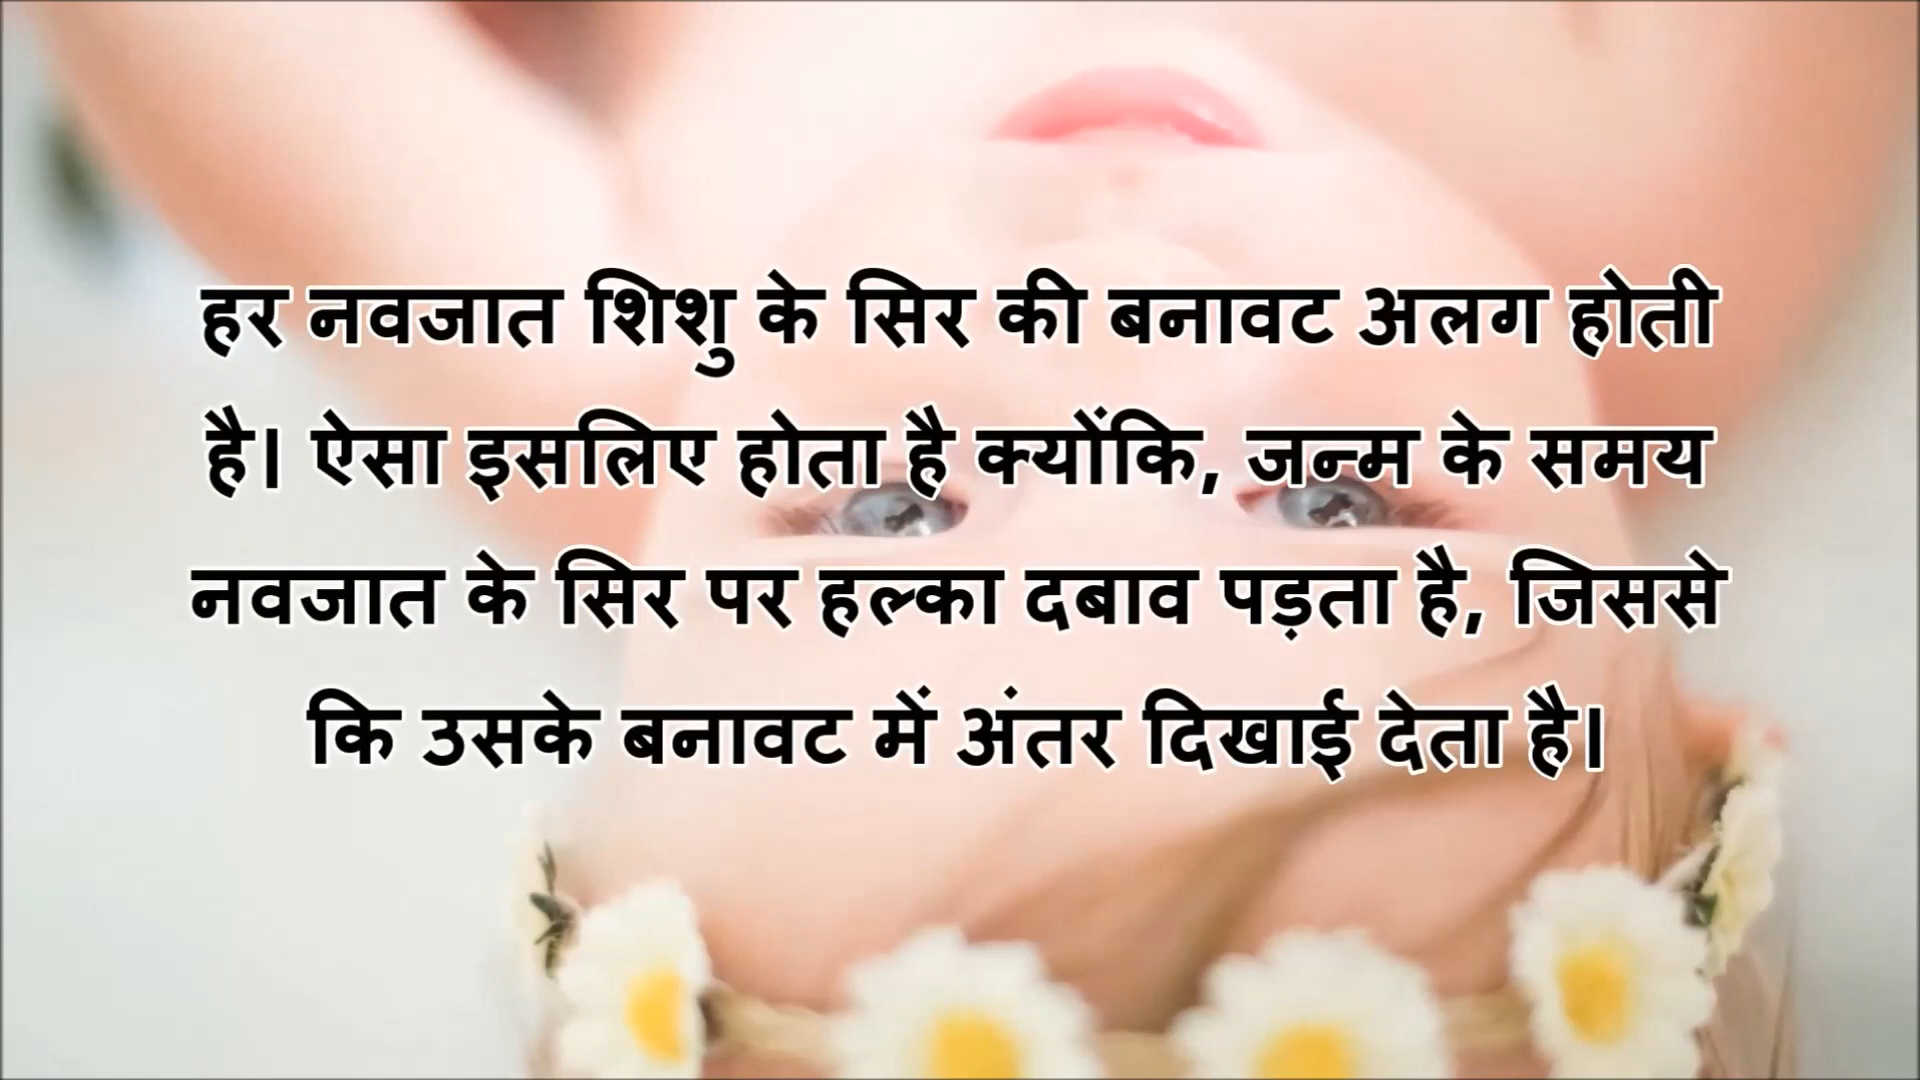 हर नवजात शिशु के सिर की बनावट अलग होती
है। ऐसा इसलिए होता है क्योंकि, जन्म के समय
नवजात के सिर पर हल्का दबाव पड़ता है, जिससे
कि उसके बनावट में अंतर दिखाई देता है।